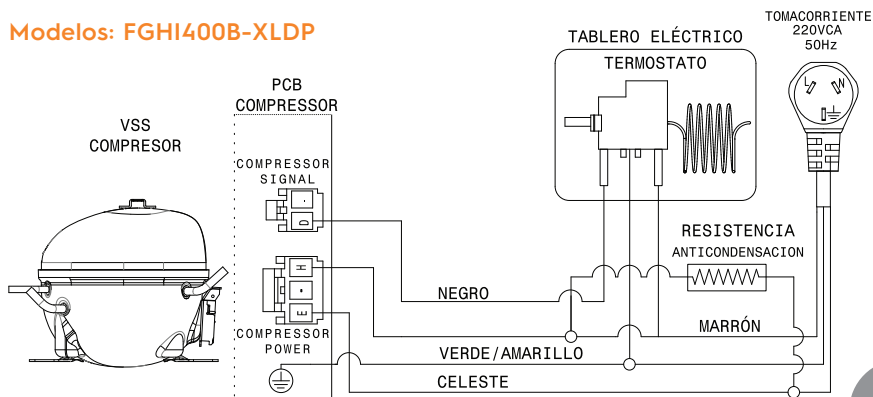 Modelos: FGHI400B-XLDP
TOMACORRIENTE
220VCA
50Hz
L
N
TABLERO ELÉCTRICO
TERMOSTATO
PCB
COMPRESSOR
VSS
COMPRESOR
COMPRESSOR
SIGNAL
D
H
E
COMPRESSOR
POWER
RESISTENCIA
ANTICONDENSACION
NEGRO
MARRÓN
VERDE/AMARILLO
CELESTE